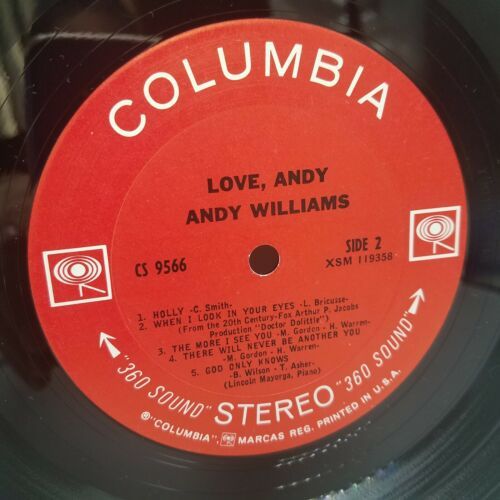 COLUMBIA
LOVE, ANDY
ANDY WILLIAMS
CS 9566
SIDE 2
XSM 119358
1. HOLLY -C. Smith-
2. WHEN I LOOK IN YOUR EYES -L. Bricusse-
(From the 20th Century-Fox Arthur P. Jacobs
Production "Doctor Dolittle")
3. THE MORE I SEE YOU -M. Gordon - H. Warren-
4. THERE WILL NEVER BE ANOTHER YOU
-M. Gordon - H. Warren-
5. GOD ONLY KNOWS
-B. Wilson - T. Asher-
(Lincoln Mayorga, Piano)
"360 SOUND" STEREO "360 SOUND"
℗"COLUMBIA", MARCAS REG. PRINTED IN U.S.A.